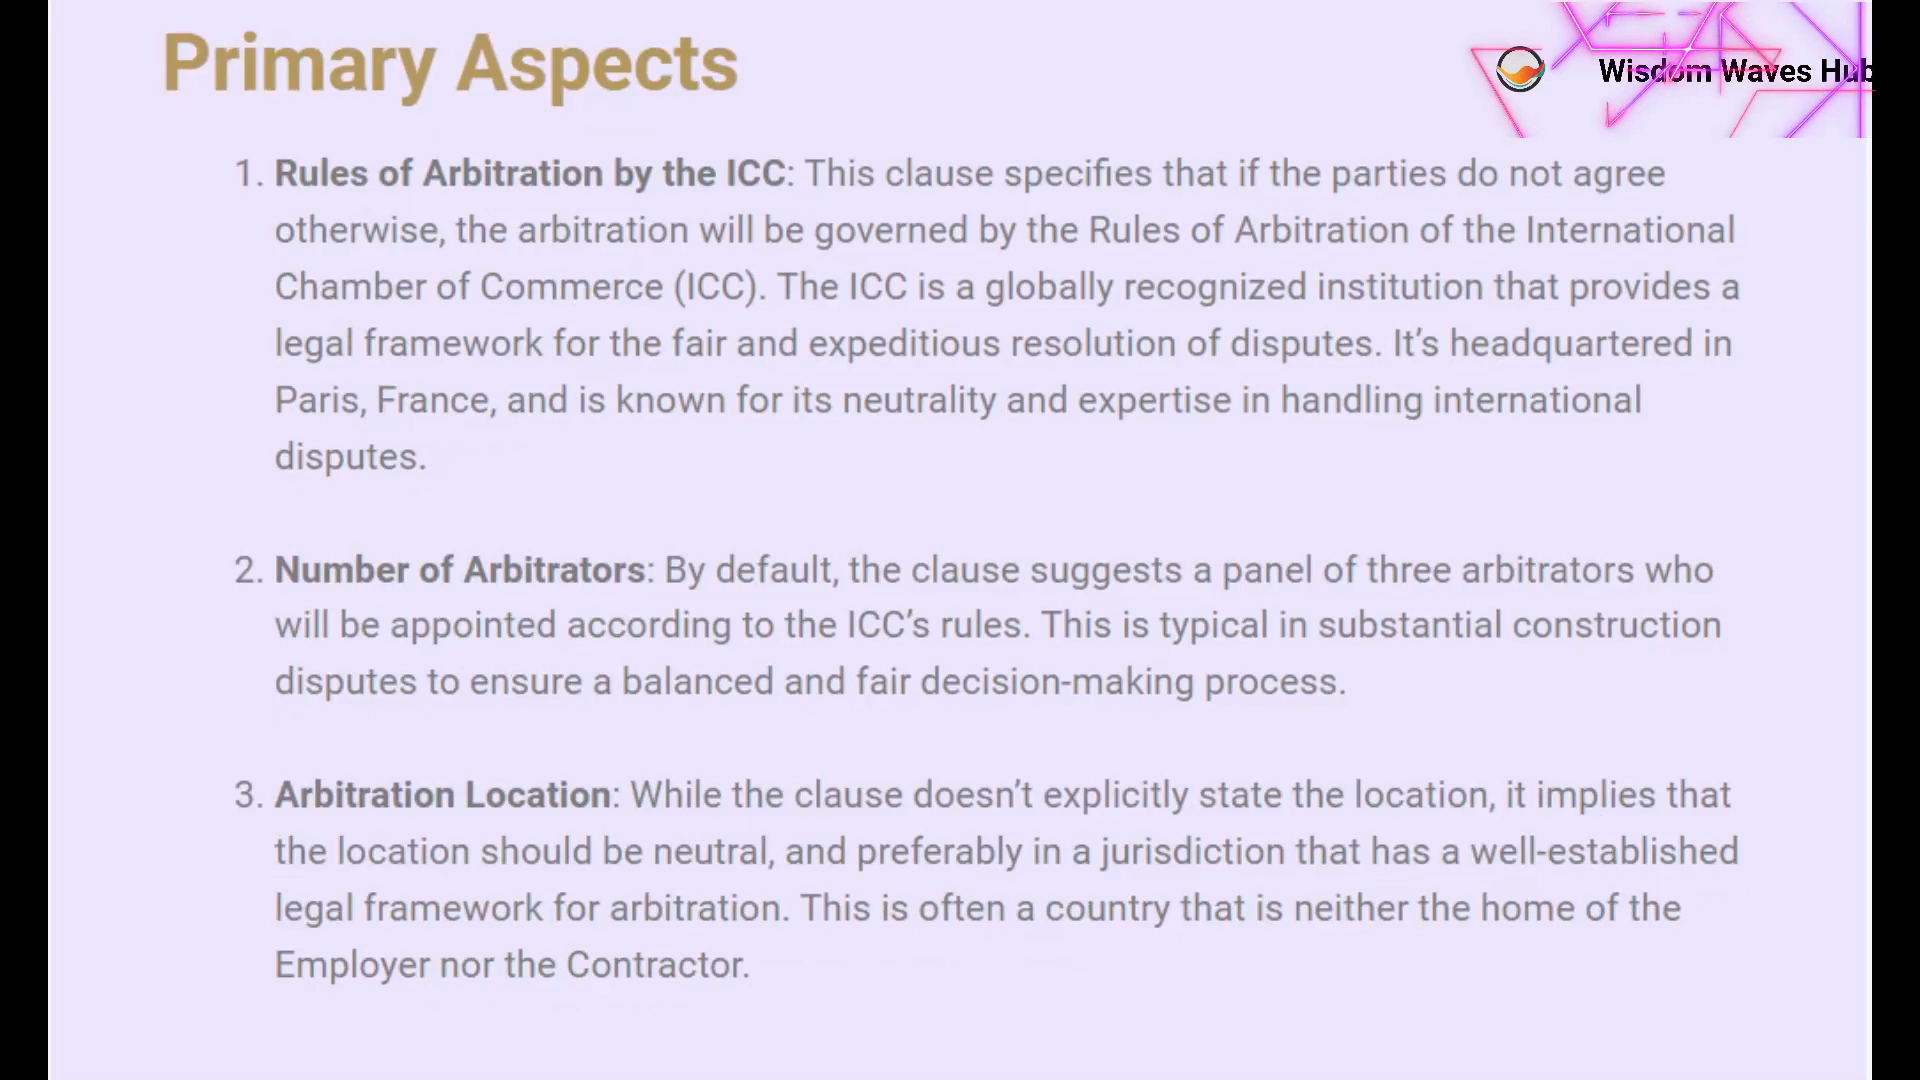 Primary Aspects
Wisdom Waves Hub
1. Rules of Arbitration by the ICC: This clause specifies that if the parties do not agree
otherwise, the arbitration will be governed by the Rules of Arbitration of the International
Chamber of Commerce (ICC). The ICC is a globally recognized institution that provides a
legal framework for the fair and expeditious resolution of disputes. It’s headquartered in
Paris, France, and is known for its neutrality and expertise in handling international
disputes.
2. Number of Arbitrators: By default, the clause suggests a panel of three arbitrators who
will be appointed according to the ICC’s rules. This is typical in substantial construction
disputes to ensure a balanced and fair decision-making process.
3. Arbitration Location: While the clause doesn’t explicitly state the location, it implies that
the location should be neutral, and preferably in a jurisdiction that has a well-established
legal framework for arbitration. This is often a country that is neither the home of the
Employer nor the Contractor.